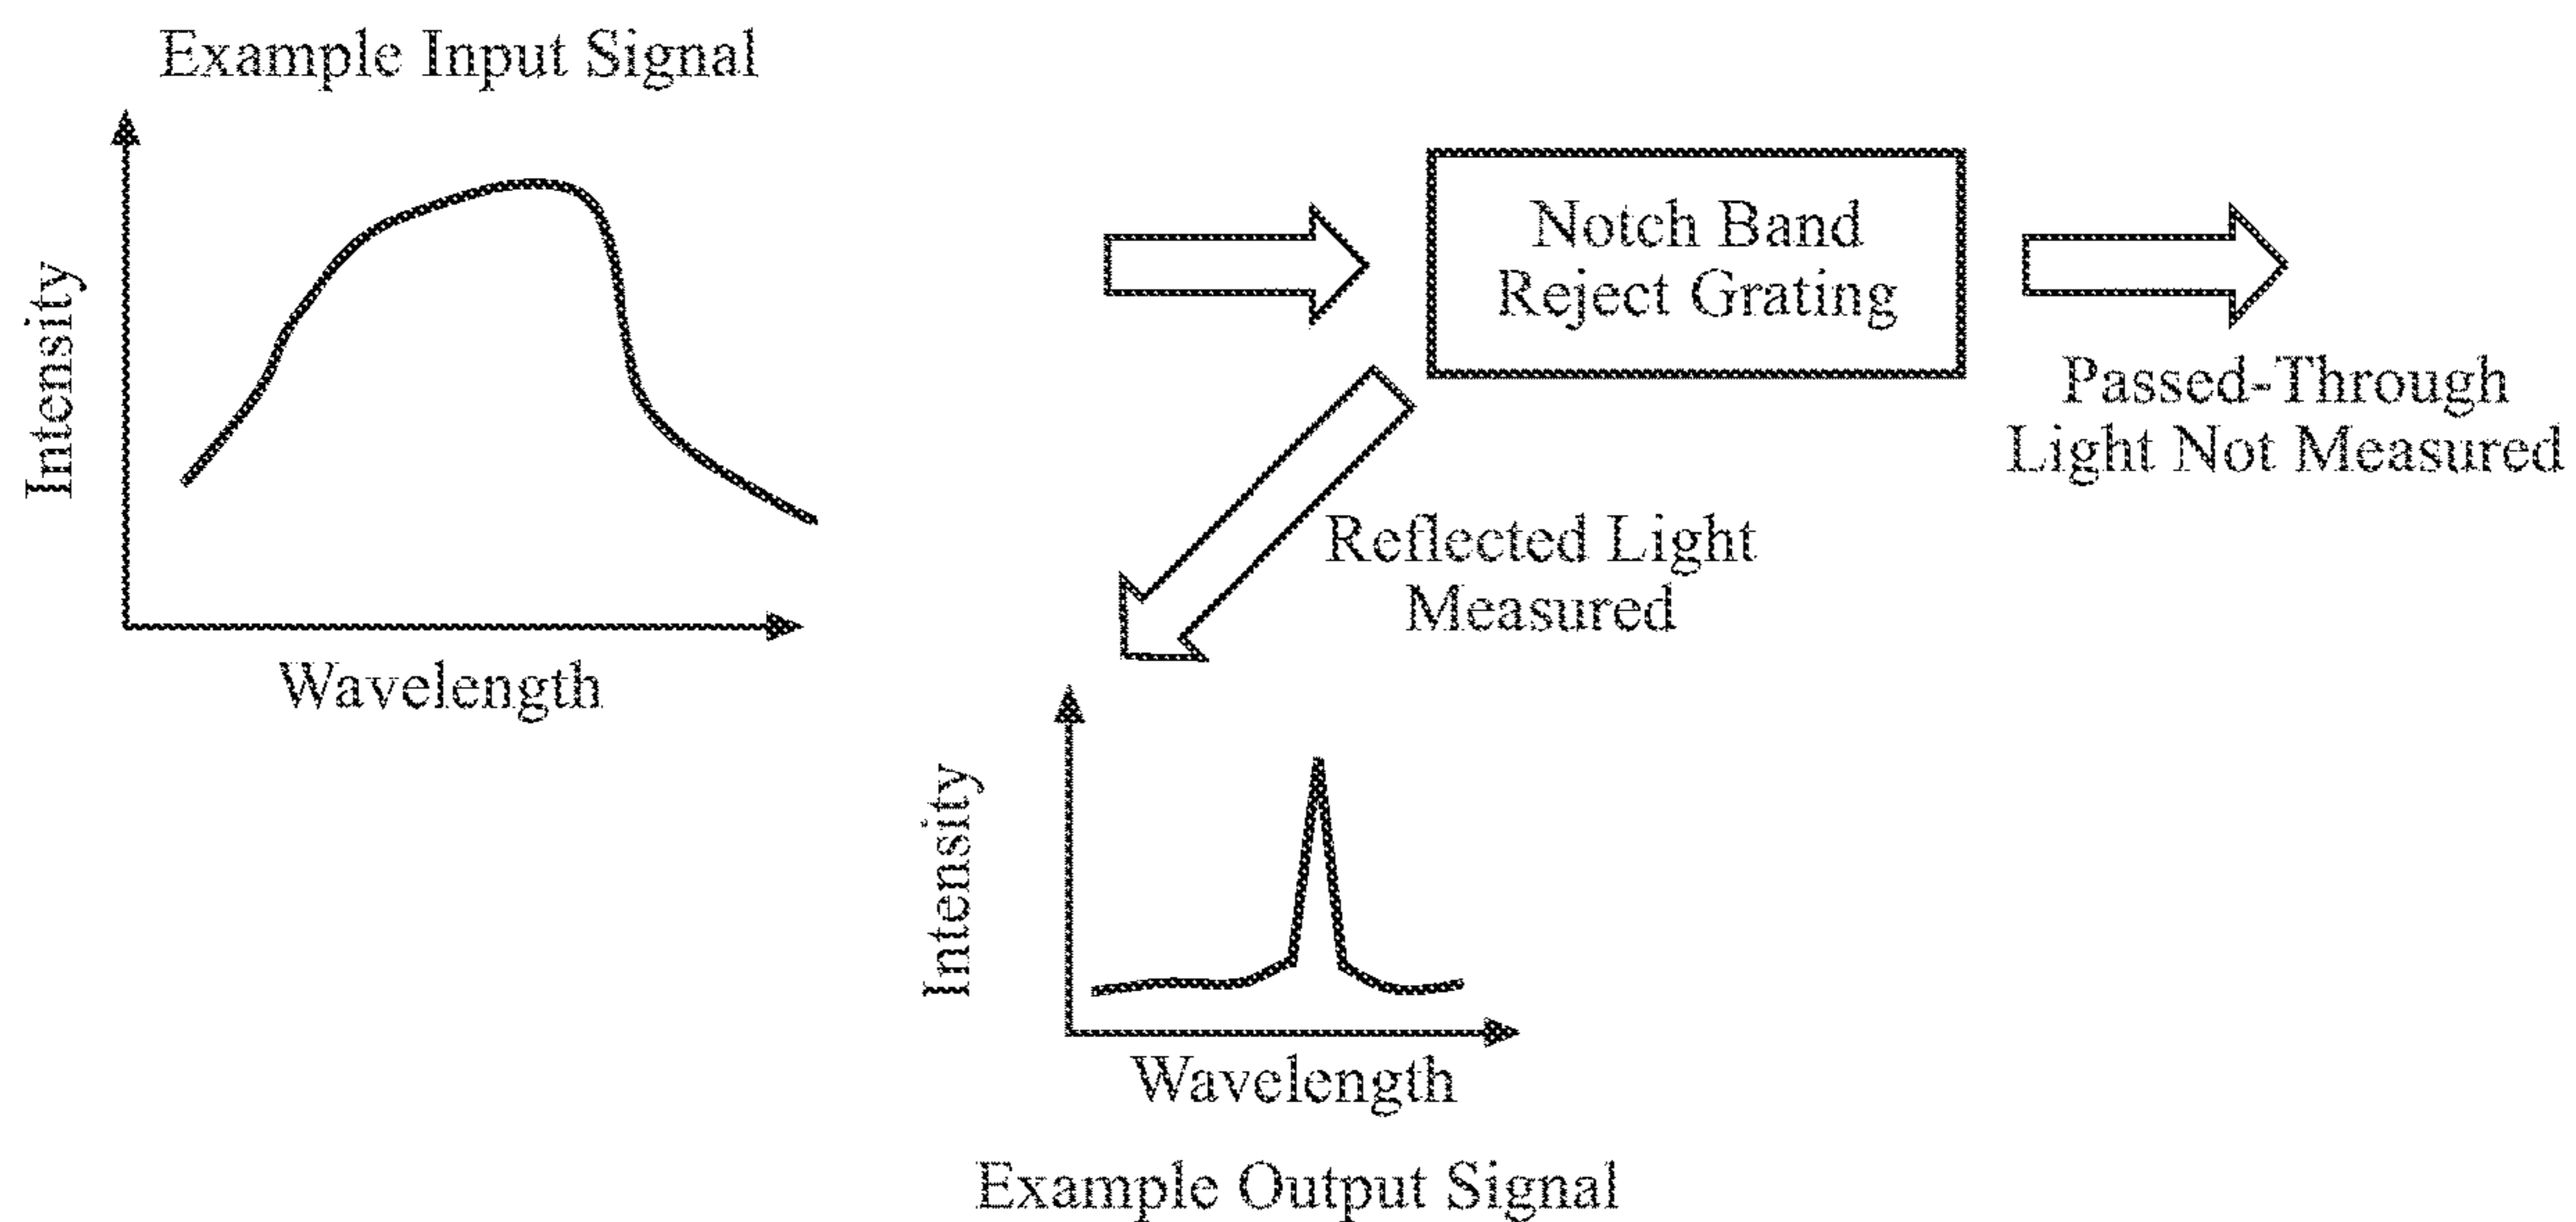 Example Input Signal
Intensity
Wavelength
Notch Band
Reject Grating
Passed-Through
Light Not Measured
Reflected Light
Measured
Intensity
Wavelength
Example Output Signal